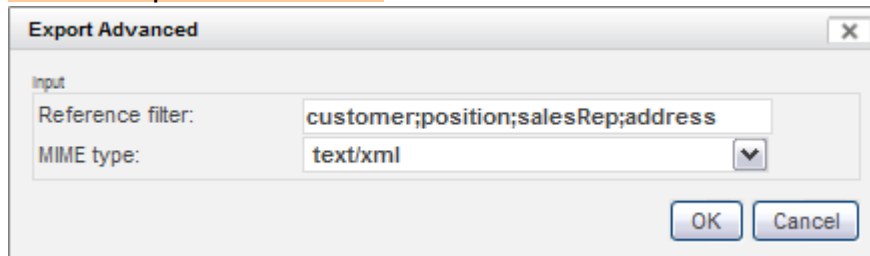 Export Advanced
Input
Reference filter: customer;position;salesRep;address
MIME type: text/xml
OK Cancel